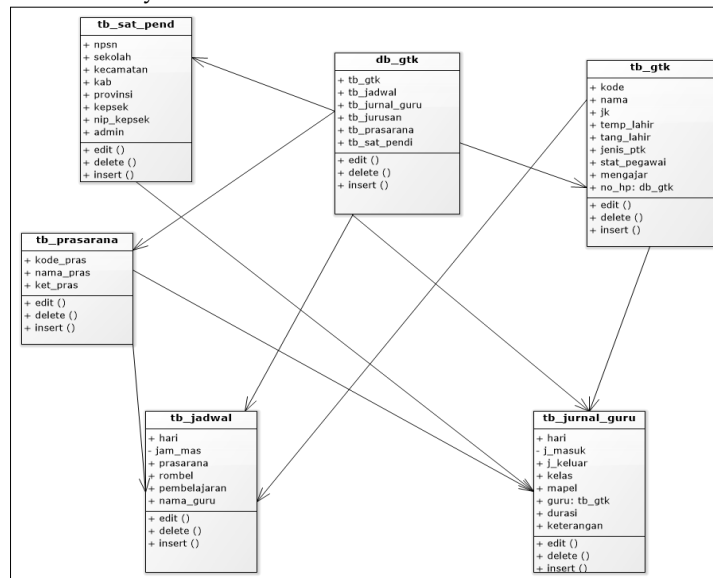 tb_sat_pend
+ npsn
+ sekolah
+ kecamatan
+ kab
+ provinsi
+ kepsek
+ nip_kepsek
+ admin
+ edit ()
+ delete ()
+ insert ()
db_gtk
+ tb_gtk
+ tb_jadwal
+ tb_jurnal_guru
+ tb_jurusan
+ tb_prasarana
+ tb_sat_pendi
+ edit ()
+ delete ()
+ insert ()
tb_gtk
+ kode
+ nama
+ jk
+ temp_lahir
+ tang_lahir
+ jenis_ptk
+ stat_pegawai
+ mengajar
+ no_hp: db_gtk
+ edit ()
+ delete ()
+ insert ()
tb_prasarana
+ kode_pras
+ nama_pras
+ ket_pras
+ edit ()
+ delete ()
+ insert ()
tb_jadwal
+ hari
- jam_mas
+ prasarana
+ rombel
+ pembelajaran
+ nama_guru
+ edit ()
+ delete ()
+ insert ()
tb_jurnal_guru
+ hari
- j_masuk
+ j_keluar
+ kelas
+ mapel
+ guru: tb_gtk
+ durasi
+ keterangan
+ edit ()
+ delete ()
+ insert ()